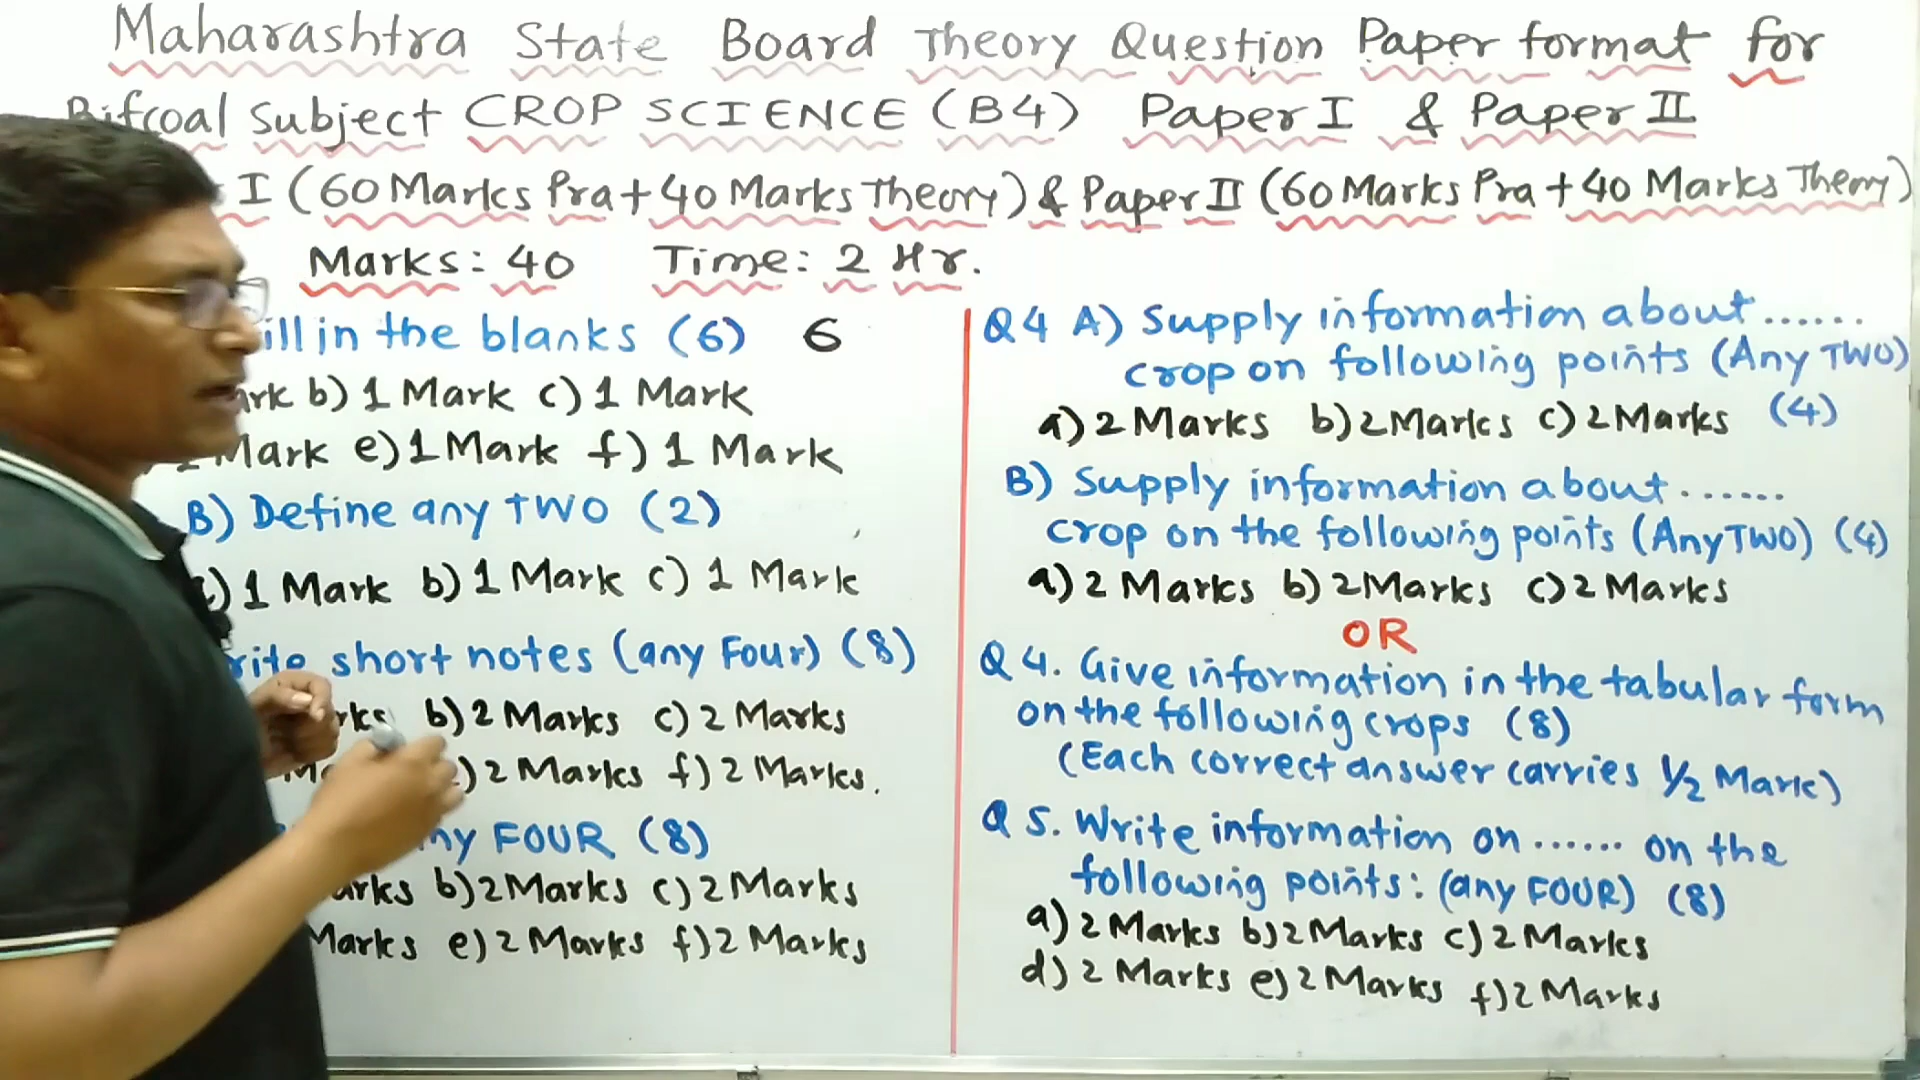 Maharashtra State Board Theory Question Paper format for
Bifcoal Subject CROP SCIENCE (B4) Paper I & Paper II
I (60 Marks Pra + 40 Marks Theory) & Paper II (60 Marks Pra + 40 Marks Theory)
Marks: 40 Time: 2 Hr.
ill in the blanks (6) 6
ark b) 1 Mark c) 1 Mark
Mark e) 1 Mark f) 1 Mark
B) Define any TWO (2)
) 1 Mark b) 1 Mark c) 1 Mark
rite short notes (any Four) (8)
rks b) 2 Marks c) 2 Marks
) 2 Marks f) 2 Marks.
ny FOUR (8)
arks b) 2 Marks c) 2 Marks
Marks e) 2 Marks f) 2 Marks
Q4 A) Supply information about ......
crop on following points (Any TWO)
a) 2 Marks b) 2 Marks c) 2 Marks (4)
B) Supply information about .......
crop on the following points (Any TWO) (4)
a) 2 Marks b) 2 Marks c) 2 Marks
OR
Q 4. Give information in the tabular form
on the following crops (8)
(Each correct answer carries 1/2 Mark)
Q 5. Write information on ...... on the
following points: (any FOUR) (8)
a) 2 Marks b) 2 Marks c) 2 Marks
d) 2 Marks e) 2 Marks f) 2 Marks